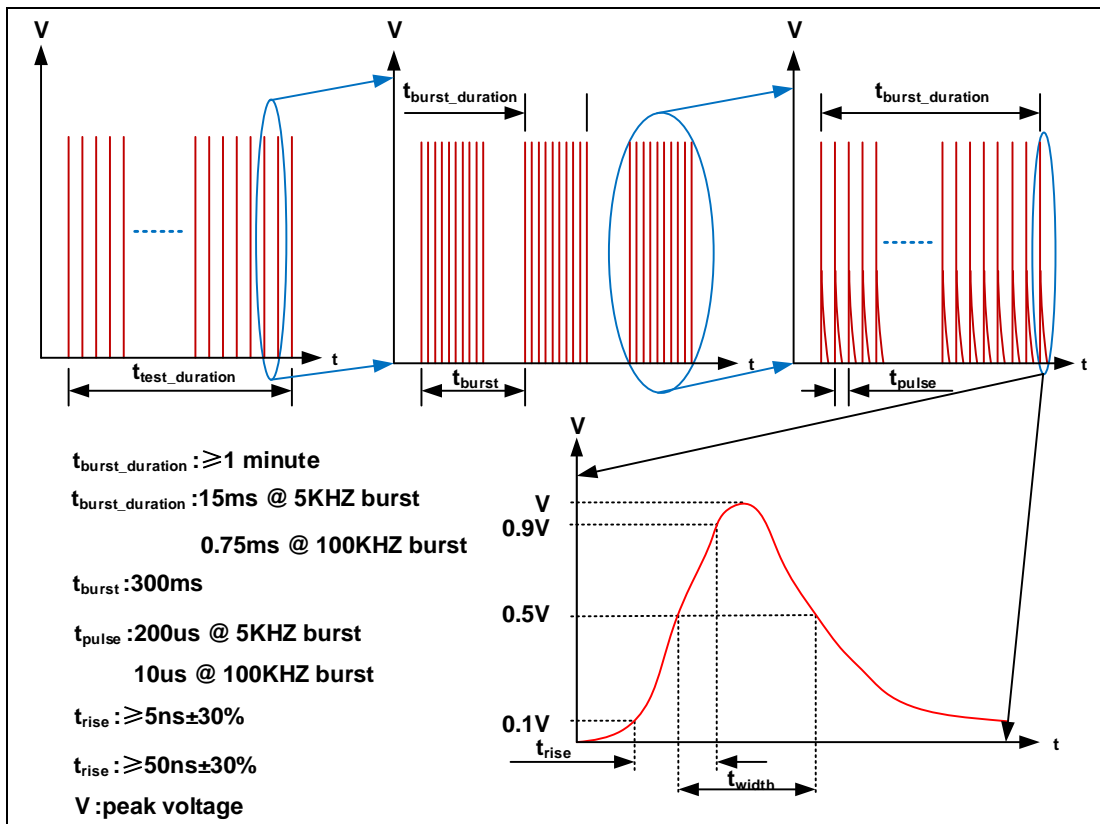 V
V
V
t_burst_duration
t_burst_duration
t
t
t
t_test_duration
t_burst
t_pulse
t_burst_duration :≥1 minute
t_burst_duration :15ms @ 5KHZ burst
0.75ms @ 100KHZ burst
t_burst :300ms
t_pulse :200us @ 5KHZ burst
10us @ 100KHZ burst
t_rise :≥5ns±30%
t_rise :≥50ns±30%
V :peak voltage
V
V
0.9V
0.5V
0.1V
t_rise
t_width
t